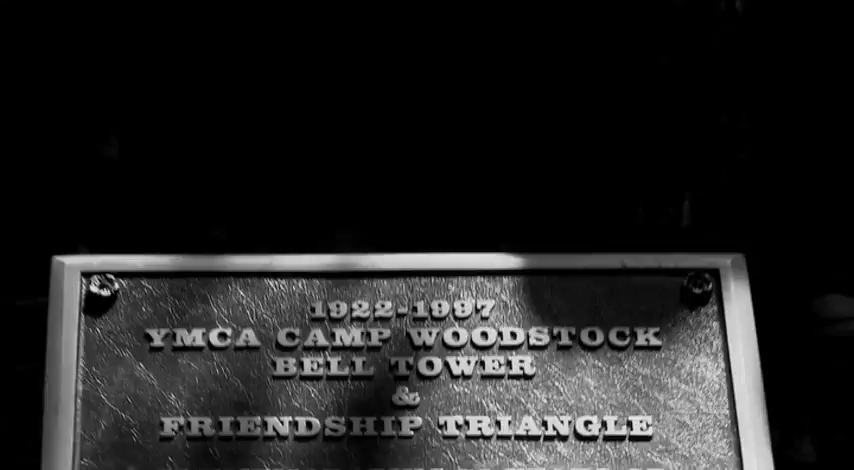 1922-1997
YMCA CAMP WOODSTOCK
BELL TOWER
&
FRIENDSHIP TRIANGLE